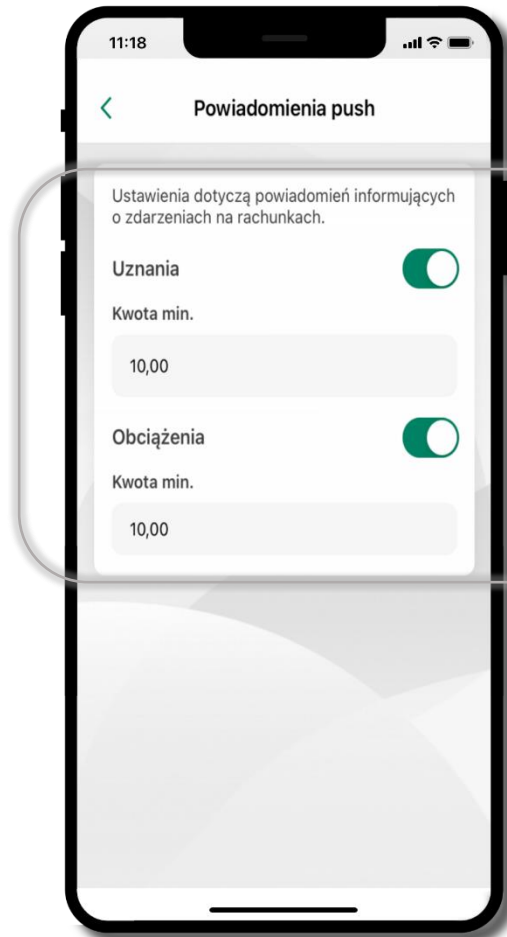 11:18
Powiadomienia push
Ustawienia dotyczą powiadomień informujących
o zdarzeniach na rachunkach.
Uznania
Kwota min.
10,00
Obciążenia
Kwota min.
10,00